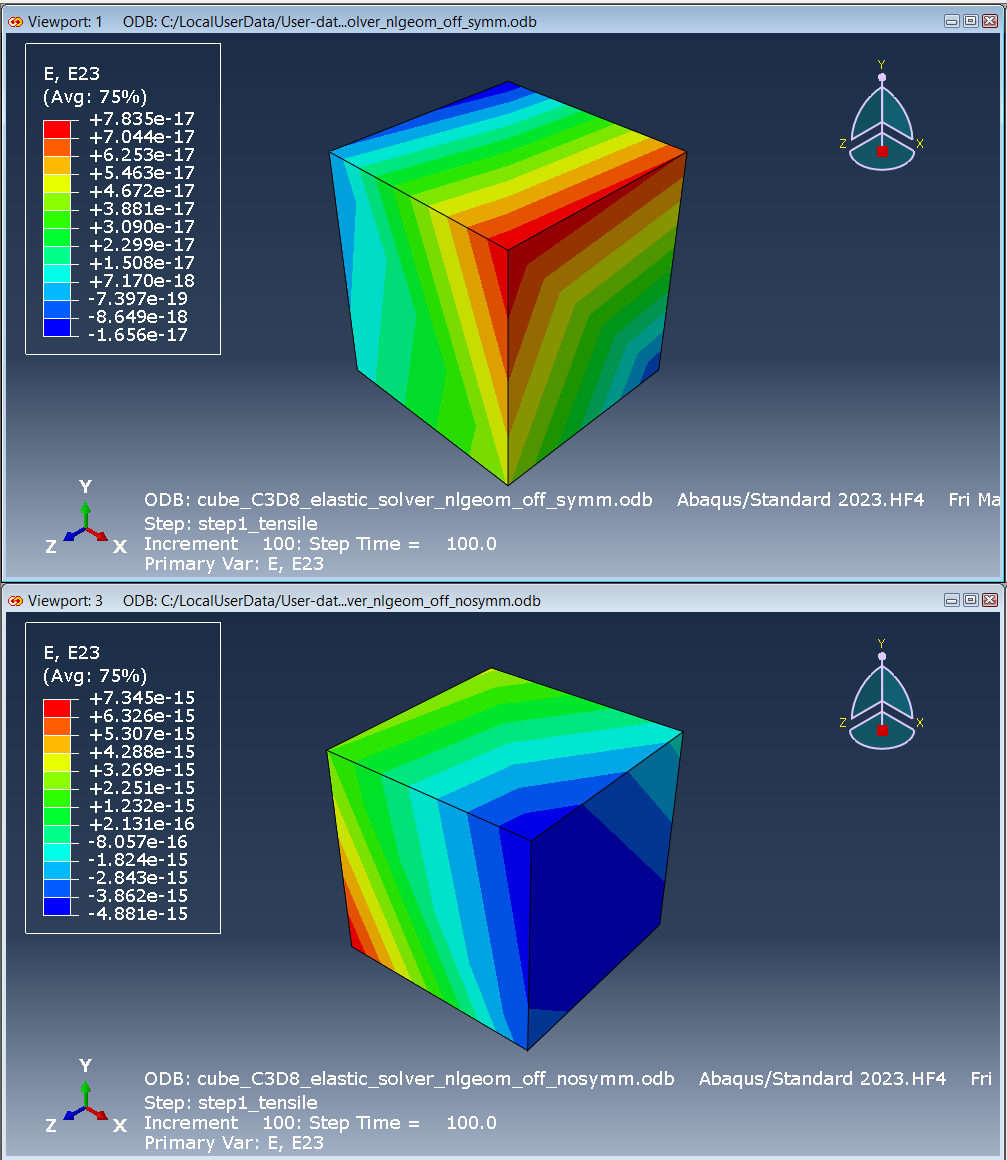 Viewport: 1 ODB: C:/LocalUserData/User-dat...olver_nlgeom_off_symm.odb
E, E23
(Avg: 75%)
+7.835e-17
+7.044e-17
+6.253e-17
+5.463e-17
+4.672e-17
+3.881e-17
+3.090e-17
+2.299e-17
+1.508e-17
+7.170e-18
-7.397e-19
-8.649e-18
-1.656e-17
Y
Z X
Y
Z X
ODB: cube_C3D8_elastic_solver_nlgeom_off_symm.odb Abaqus/Standard 2023.HF4 Fri Ma
Step: step1_tensile
Increment 100: Step Time = 100.0
Primary Var: E, E23
Viewport: 3 ODB: C:/LocalUserData/User-dat...ver_nlgeom_off_nosymm.odb
E, E23
(Avg: 75%)
+7.345e-15
+6.326e-15
+5.307e-15
+4.288e-15
+3.269e-15
+2.251e-15
+1.232e-15
+2.131e-16
-8.057e-16
-1.824e-15
-2.843e-15
-3.862e-15
-4.881e-15
Y
Z X
Y
Z X
ODB: cube_C3D8_elastic_solver_nlgeom_off_nosymm.odb Abaqus/Standard 2023.HF4 Fri
Step: step1_tensile
Increment 100: Step Time = 100.0
Primary Var: E, E23